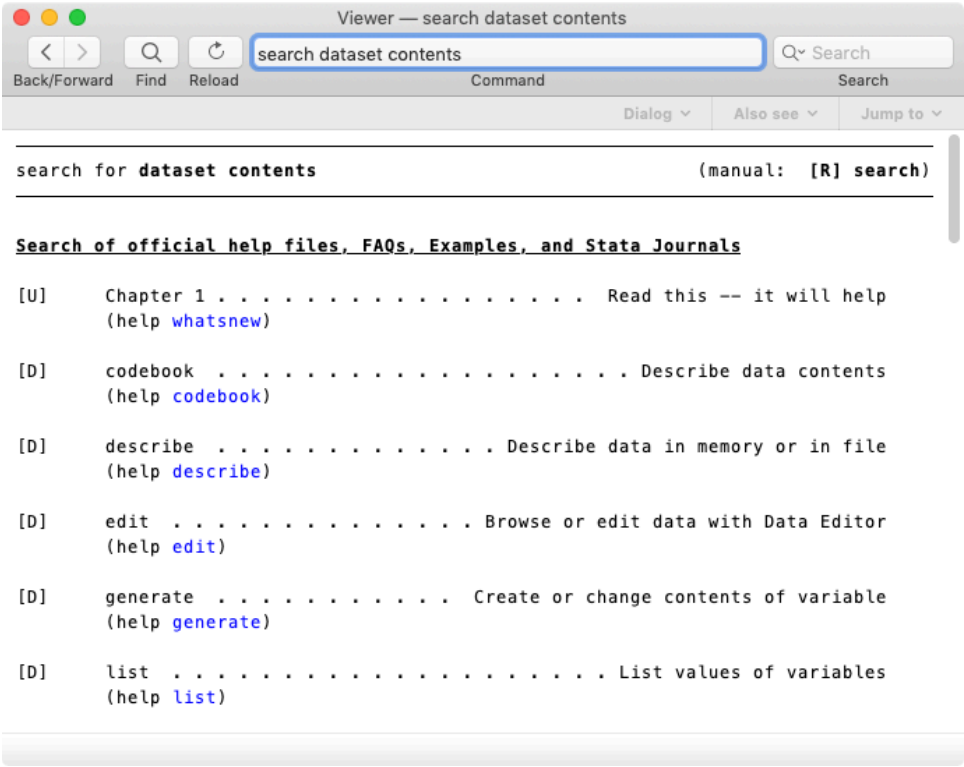 Viewer — search dataset contents
search dataset contents
Search
Back/Forward Find Reload Command Search
Dialog Also see Jump to
search for dataset contents (manual: [R] search)
Search of official help files, FAQs, Examples, and Stata Journals
[U] Chapter 1 . . . . . . . . . . . . . . . . . Read this -- it will help
(help whatsnew)
[D] codebook . . . . . . . . . . . . . . . . . . . Describe data contents
(help codebook)
[D] describe . . . . . . . . . . . . . Describe data in memory or in file
(help describe)
[D] edit . . . . . . . . . . . . . . Browse or edit data with Data Editor
(help edit)
[D] generate . . . . . . . . . . . Create or change contents of variable
(help generate)
[D] list . . . . . . . . . . . . . . . . . . . . List values of variables
(help list)